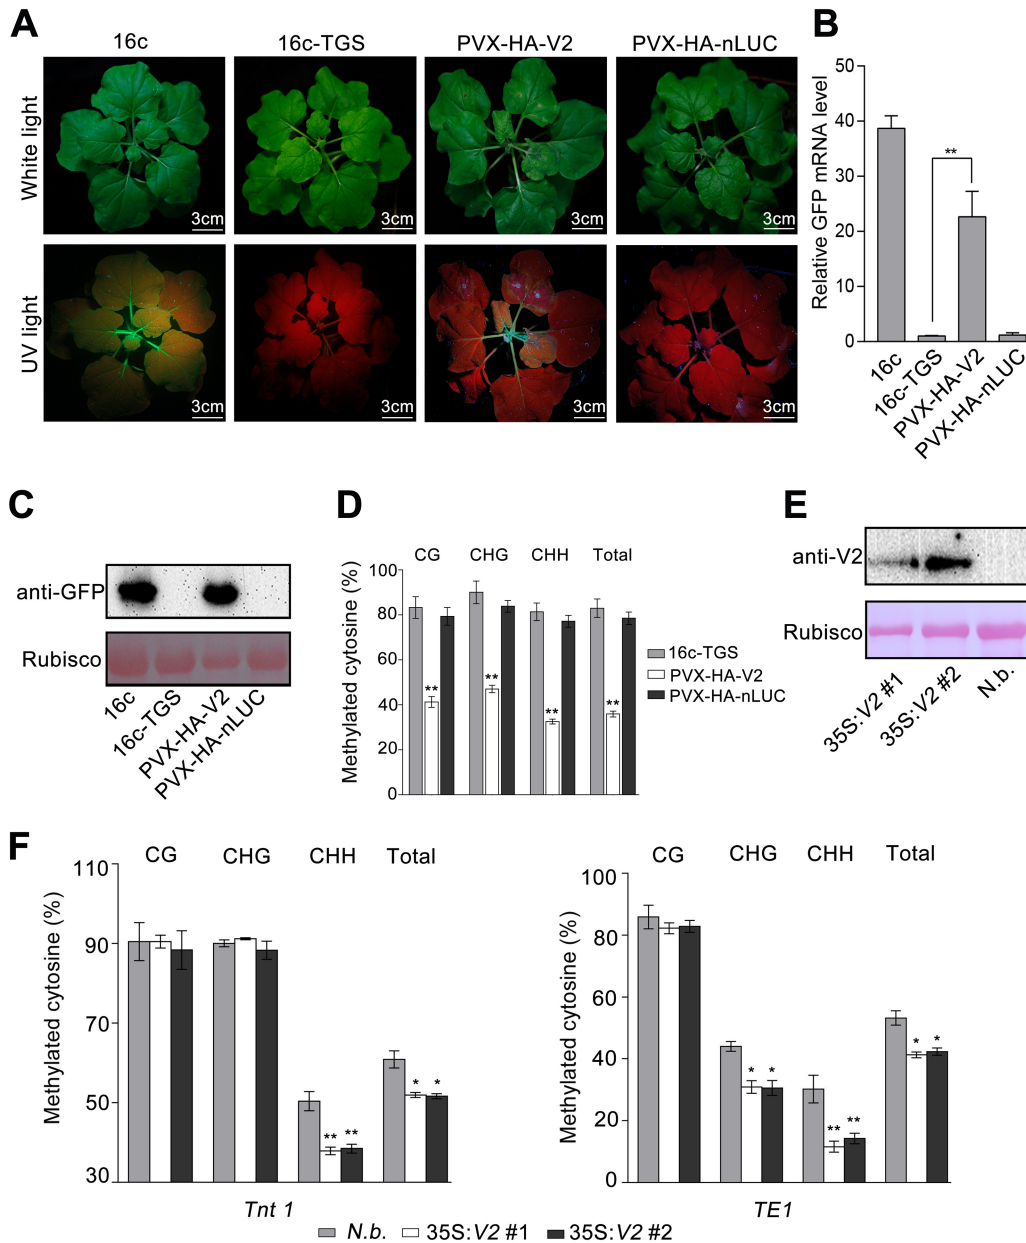 A
16c
16c-TGS
PVX-HA-V2
PVX-HA-nLUC
White light
3cm
3cm
3cm
3cm
UV light
3cm
3cm
3cm
3cm
B
Relative GFP mRNA level
50
40
30
20
10
0
**
16c
16c-TGS
PVX-HA-V2
PVX-HA-nLUC
C
anti-GFP
Rubisco
16c
16c-TGS
PVX-HA-V2
PVX-HA-nLUC
D
CG CHG CHH Total
Methylated cytosine (%)
100
80
60
40
20
0
** ** ** **
16c-TGS
PVX-HA-V2
PVX-HA-nLUC
E
anti-V2
Rubisco
35S:V2 #1
35S:V2 #2
N.b.
F
CG CHG CHH Total
Methylated cytosine (%)
110
90
70
50
30
** ** * *
Tnt 1
CG CHG CHH Total
Methylated cytosine (%)
100
80
60
40
20
0
* * ** ** * *
TE1
N.b. 35S:V2 #1 35S:V2 #2